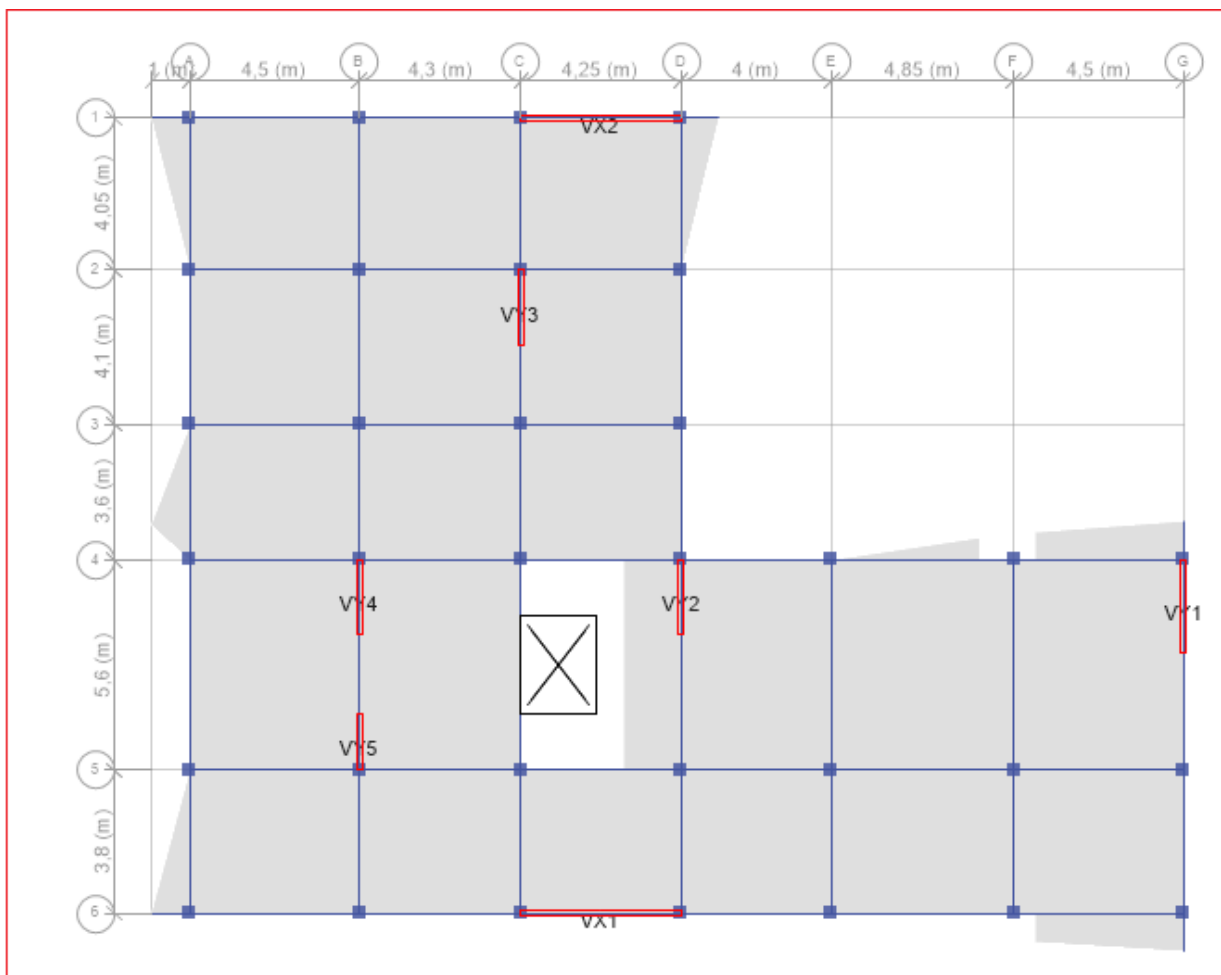 A B C D E F G
1 (m) 4,5 (m) 4,3 (m) 4,25 (m) 4 (m) 4,85 (m) 4,5 (m)
1
VX2
4,05 (m)
2
VY3
4,1 (m)
3
3,6 (m)
4
VY4 VY2 VY1
5,6 (m)
VY5
5
3,8 (m)
6
VX1